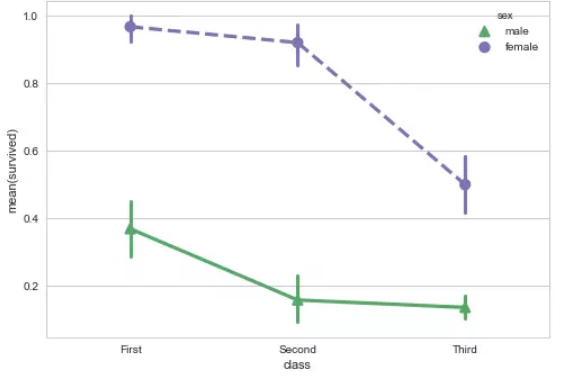 sex
male
female
1.0
0.8
0.6
0.4
0.2
mean(survived)
First Second Third
class